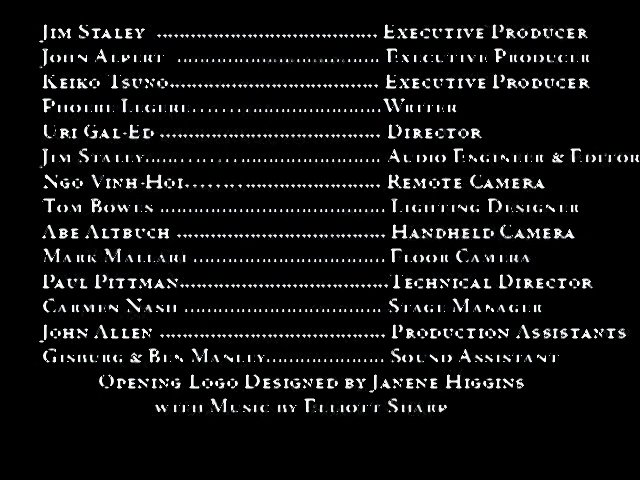 Jim Staley ..................................... Executive Producer
John Alpert ..................................... Executive Producer
Keiko Tsuno..................................... Executive Producer
Phoebe Legere..................................Writer
Uri Gal-Ed ..................................... Director
Jim Staley....................................... Audio Engineer & Editor
Ngo Vinh-Hoi................................... Remote Camera
Tom Bowes ..................................... Lighting Designer
Abe Altbuch ................................... Handheld Camera
Mark Mallari .................................. Floor Camera
Paul Pittman...................................Technical Director
Carmen Nash .................................. Stage Manager
John Allen ..................................... Production Assistants
Gisburg & Ben Manley.................... Sound Assistant
Opening Logo Designed by Janene Higgins
with Music by Elliott Sharp